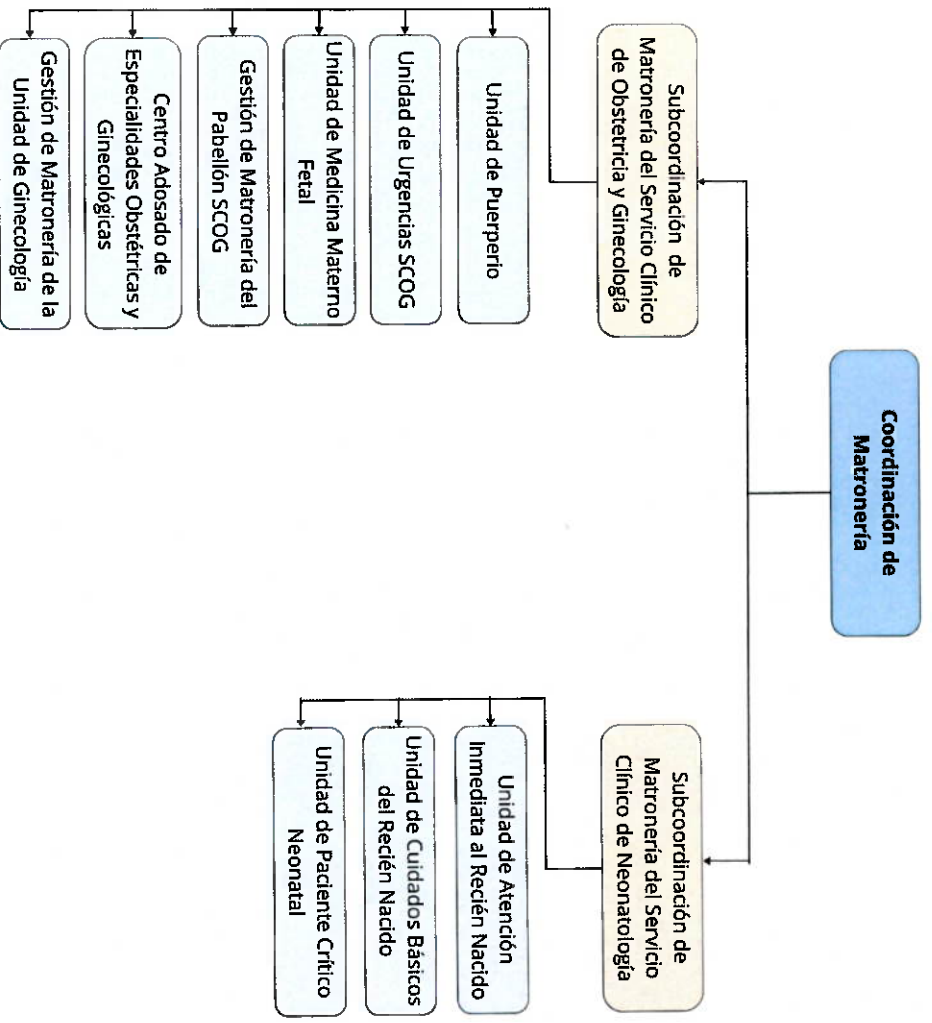 Coordinación de
Matronería
Subcoordinación de
Matronería del Servicio Clínico
de Obstetricia y Ginecología
Unidad de Puerperio
Unidad de Urgencias SCOG
Unidad de Medicina Materno
Fetal
Gestión de Matronería del
Pabellón SCOG
Centro Adosado de
Especialidades Obstétricas y
Ginecológicas
Gestión de Matronería de la
Unidad de Ginecología
Subcoordinación de
Matronería del Servicio
Clínico de Neonatología
Unidad de Atención
Inmediata al Recién Nacido
Unidad de Cuidados Básicos
del Recién Nacido
Unidad de Paciente Crítico
Neonatal